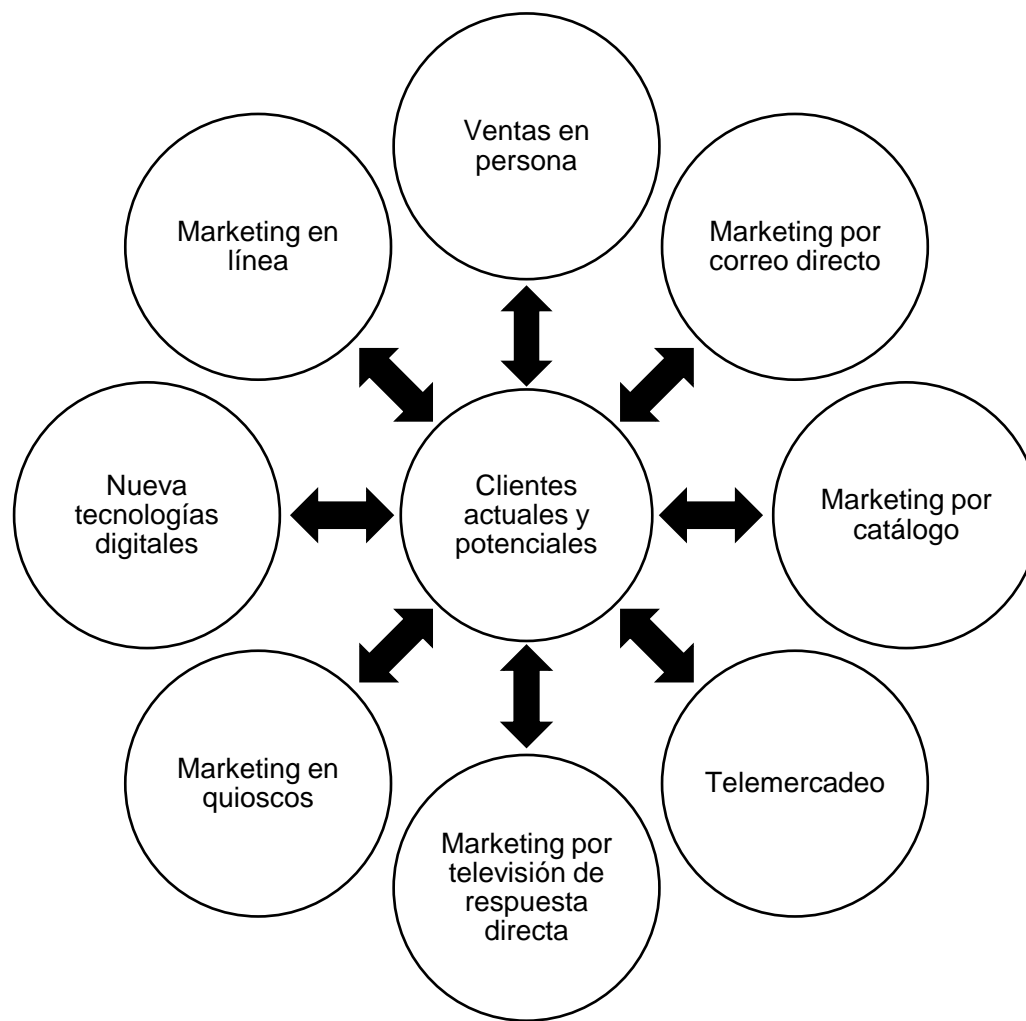 Ventas en
persona
Marketing por
correo directo
Marketing por
catálogo
Telemercadeo
Marketing por
televisión de
respuesta
directa
Marketing en
quioscos
Nueva
tecnologías
digitales
Marketing en
línea
Clientes
actuales y
potenciales